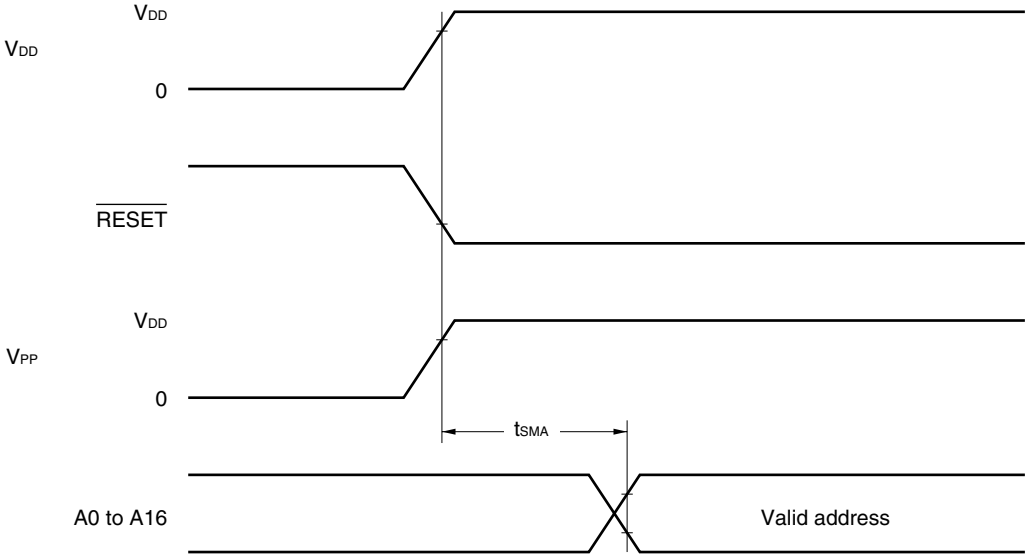 VDD
VDD
0
RESET
VDD
VPP
0
tSMA
A0 to A16
Valid address